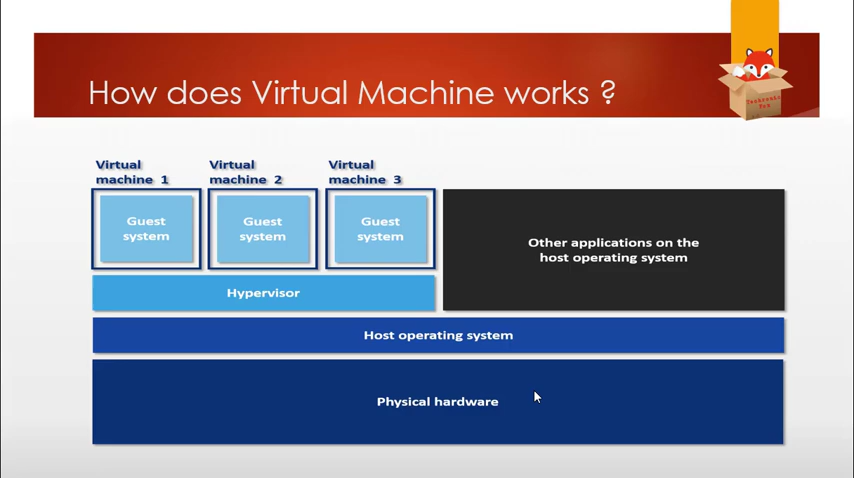 How does Virtual Machine works ?
Virtual
machine 1
Virtual
machine 2
Virtual
machine 3
Guest
system
Guest
system
Guest
system
Other applications on the
host operating system
Hypervisor
Host operating system
Physical hardware